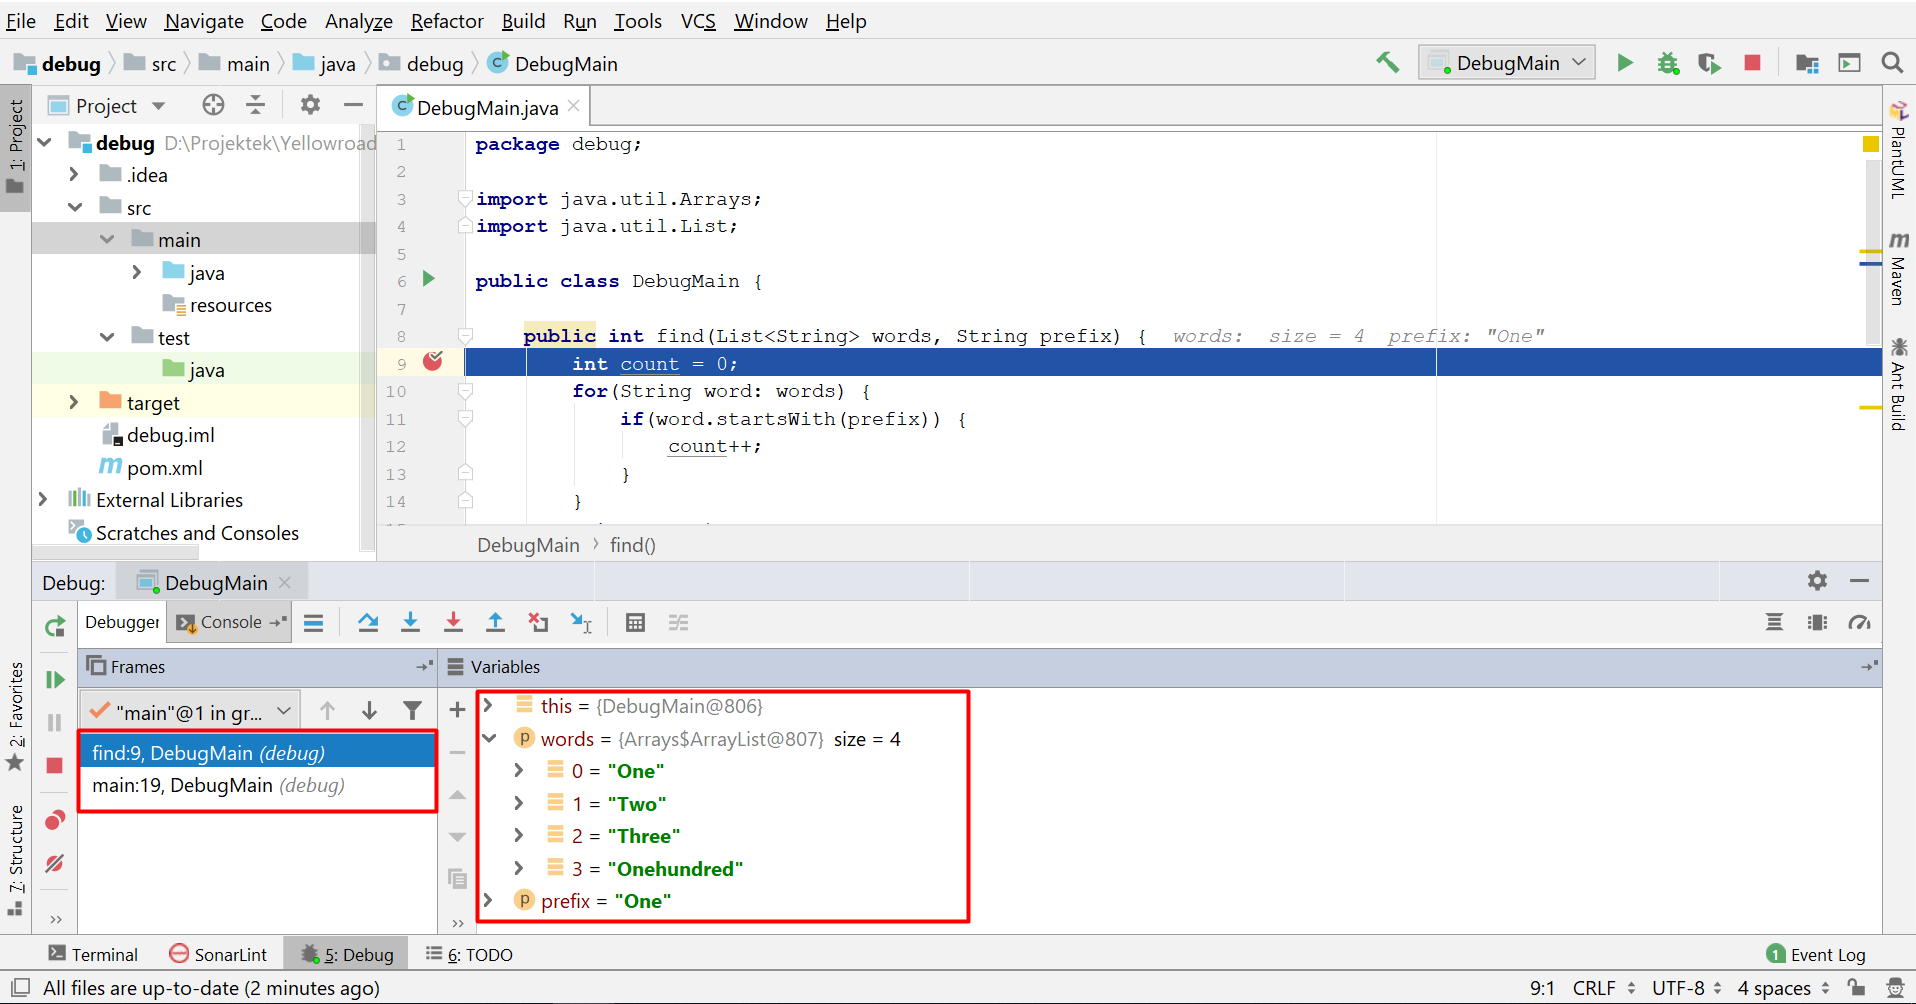 File Edit View Navigate Code Analyze Refactor Build Run Tools VCS Window Help
debug src main java debug DebugMain
DebugMain
1: Project
Project
DebugMain.java
debug D:\Projektek\Yellowroad
.idea
src
main
java
resources
test
java
target
debug.iml
pom.xml
External Libraries
Scratches and Consoles
1 package debug;
2
3 import java.util.Arrays;
4 import java.util.List;
5
6 public class DebugMain {
7
8 public int find(List<String> words, String prefix) { words: size = 4 prefix: "One"
9 int count = 0;
10 for(String word: words) {
11 if(word.startsWith(prefix)) {
12 count++;
13 }
14 }
DebugMain find()
PlantUML
Maven
Ant Build
Debug: DebugMain
Debugger Console
2: Favorites
7: Structure
Frames
"main"@1 in gr...
find:9, DebugMain (debug)
main:19, DebugMain (debug)
Variables
this = {DebugMain@806}
words = {Arrays$ArrayList@807} size = 4
0 = "One"
1 = "Two"
2 = "Three"
3 = "Onehundred"
prefix = "One"
Terminal SonarLint 5: Debug 6: TODO 1 Event Log
All files are up-to-date (2 minutes ago) 9:1 CRLF UTF-8 4 spaces